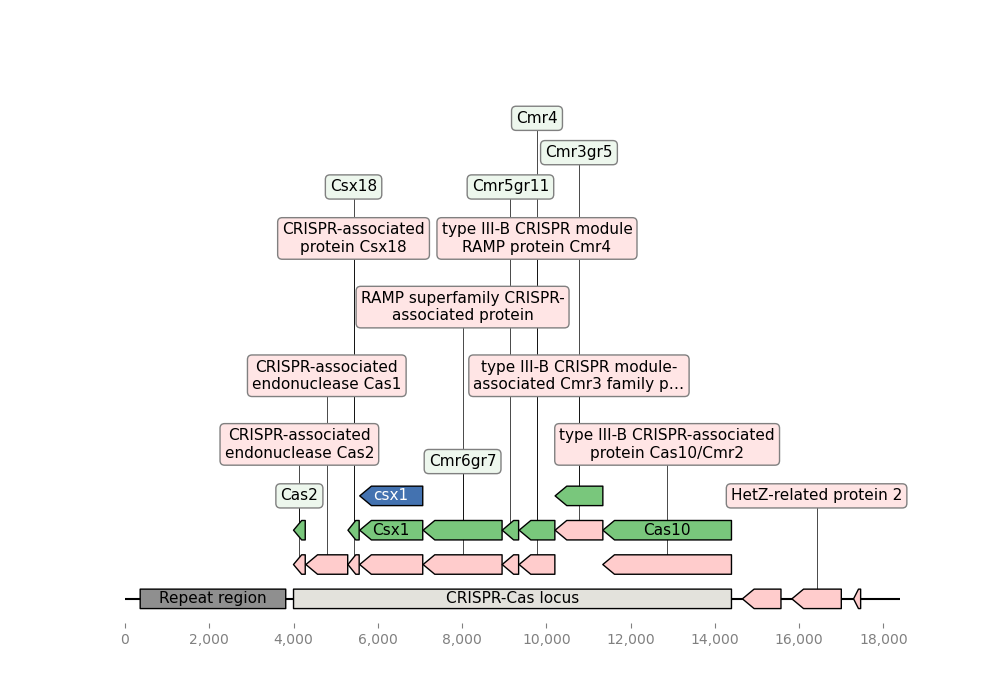 Cmr4
Cmr3gr5
Csx18
Cmr5gr11
CRISPR-associated
protein Csx18
type III-B CRISPR module
RAMP protein Cmr4
RAMP superfamily CRISPR-
associated protein
CRISPR-associated
endonuclease Cas1
type III-B CRISPR module-
associated Cmr3 family p...
CRISPR-associated
endonuclease Cas2
type III-B CRISPR-associated
protein Cas10/Cmr2
Cmr6gr7
Cas2
csx1
HetZ-related protein 2
Csx1
Cas10
Repeat region
CRISPR-Cas locus
0
2,000
4,000
6,000
8,000
10,000
12,000
14,000
16,000
18,000